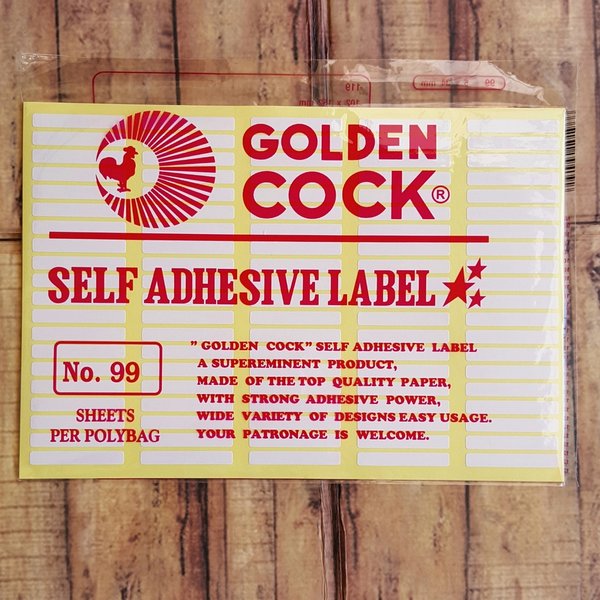 GOLDEN
COCK®
SELF ADHESIVE LABEL
No. 99
SHEETS
PER POLYBAG
" GOLDEN COCK" SELF ADHESIVE LABEL
A SUPEREMINENT PRODUCT,
MADE OF THE TOP QUALITY PAPER,
WITH STRONG ADHESIVE POWER,
WIDE VARIETY OF DESIGNS EASY USAGE.
YOUR PATRONAGE IS WELCOME.